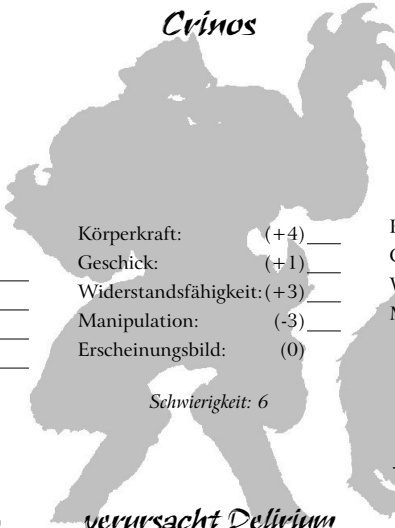 Crinos
Körperkraft: (+4)
Geschick: (+1)
Widerstandsfähigkeit: (+3)
Manipulation: (-3)
Erscheinungsbild: (0)
Schwierigkeit: 6
verursacht Delirium